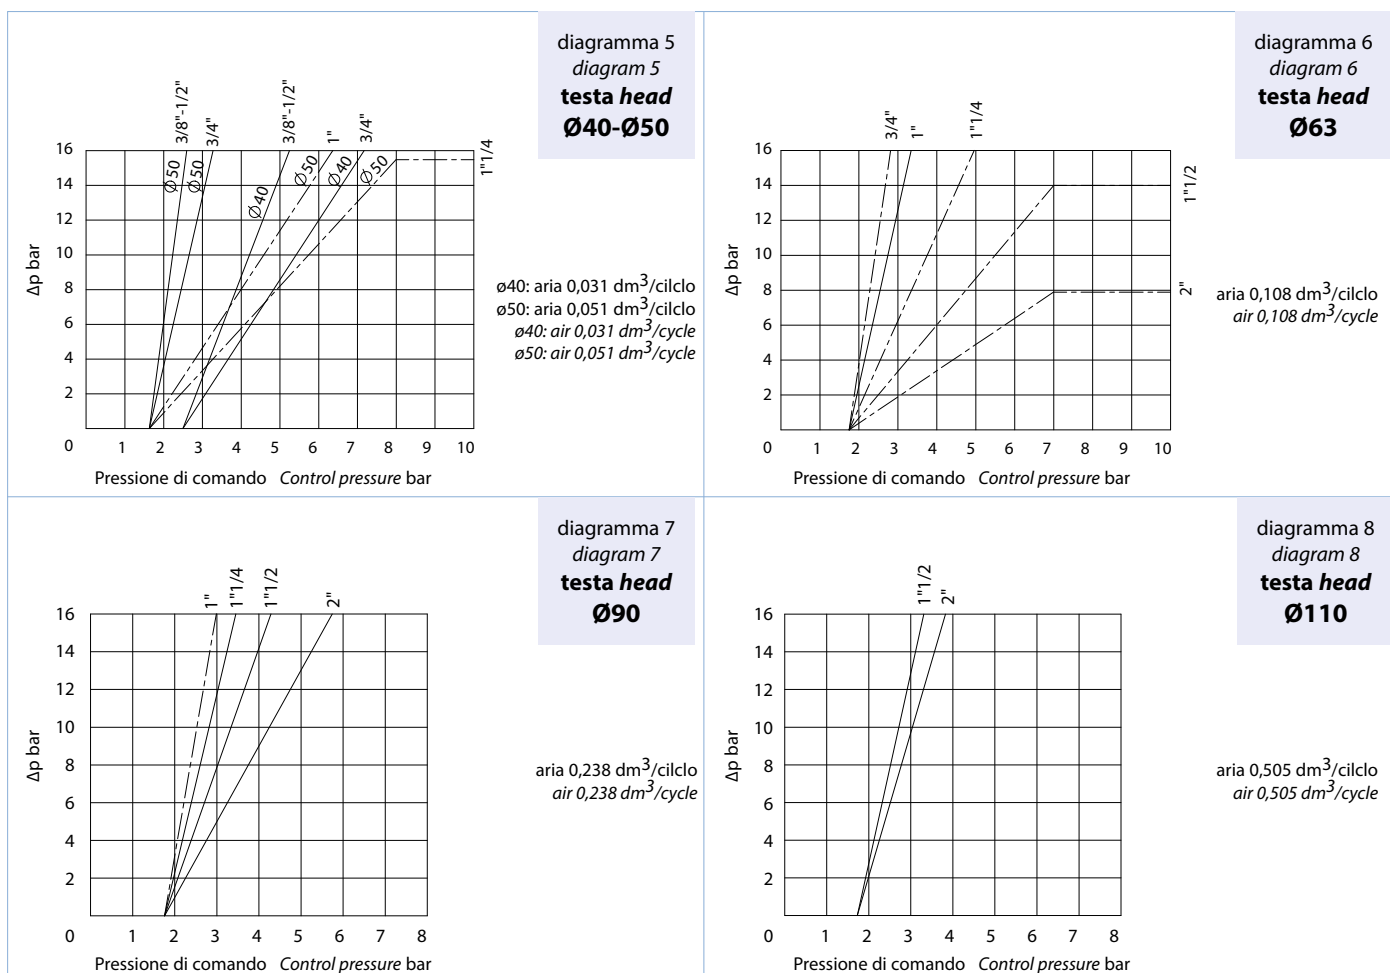 diagramma 5
diagram 5
testa head
Ø40-Ø50
3/8"-1/2"
3/4"
3/8"-1/2"
1"
3/4"
1"1/4
Ø50
Ø50
Ø40
Ø50
Ø40
Ø50
16
14
12
10
8
6
4
2
0
1 2 3 4 5 6 7 8 9 10
Δp bar
Pressione di comando Control pressure bar
ø40: aria 0,031 dm³/cilclo
ø50: aria 0,051 dm³/cilclo
ø40: air 0,031 dm³/cycle
ø50: air 0,051 dm³/cycle
diagramma 6
diagram 6
testa head
Ø63
3/4"
1"
1"1/4
1"1/2
2"
16
14
12
10
8
6
4
2
0
1 2 3 4 5 6 7 8 9 10
Δp bar
Pressione di comando Control pressure bar
aria 0,108 dm³/cilclo
air 0,108 dm³/cycle
diagramma 7
diagram 7
testa head
Ø90
1"
1"1/4
1"1/2
2"
16
14
12
10
8
6
4
2
0
1 2 3 4 5 6 7 8
Δp bar
Pressione di comando Control pressure bar
aria 0,238 dm³/cilclo
air 0,238 dm³/cycle
diagramma 8
diagram 8
testa head
Ø110
1"1/2
2"
16
14
12
10
8
6
4
2
0
1 2 3 4 5 6 7 8
Δp bar
Pressione di comando Control pressure bar
aria 0,505 dm³/cilclo
air 0,505 dm³/cycle